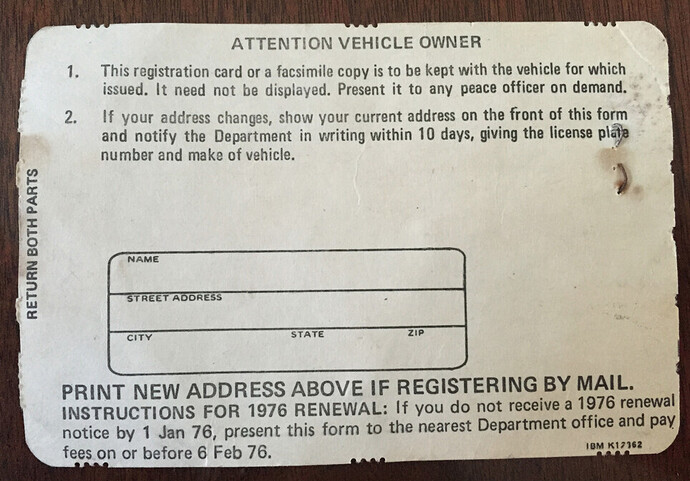 ATTENTION VEHICLE OWNER
1. This registration card or a facsimile copy is to be kept with the vehicle for which
issued. It need not be displayed. Present it to any peace officer on demand.
2. If your address changes, show your current address on the front of this form
and notify the Department in writing within 10 days, giving the license plate
number and make of vehicle.
RETURN BOTH PARTS
NAME
STREET ADDRESS
CITY STATE ZIP
PRINT NEW ADDRESS ABOVE IF REGISTERING BY MAIL.
INSTRUCTIONS FOR 1976 RENEWAL: If you do not receive a 1976 renewal
notice by 1 Jan 76, present this form to the nearest Department office and pay
fees on or before 6 Feb 76.
IBM